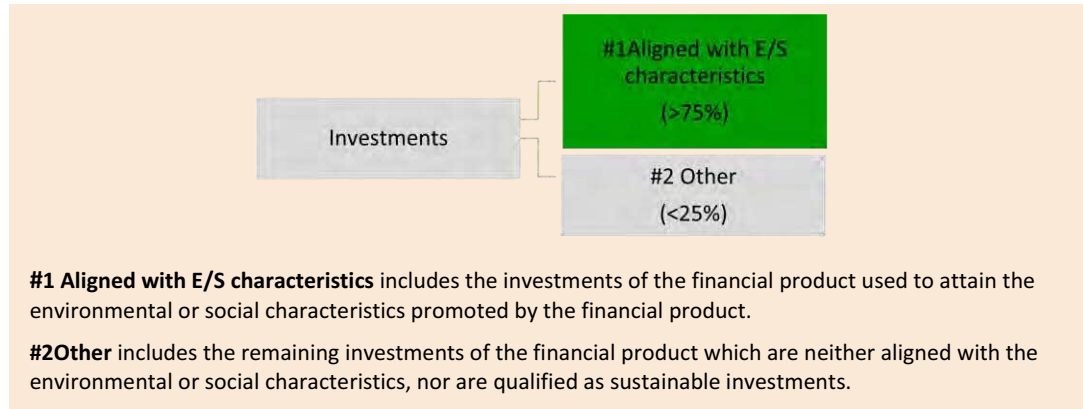 #1Aligned with E/S
characteristics
(>75%)
Investments
#2 Other
(<25%)
#1 Aligned with E/S characteristics includes the investments of the financial product used to attain the
environmental or social characteristics promoted by the financial product.
#2Other includes the remaining investments of the financial product which are neither aligned with the
environmental or social characteristics, nor are qualified as sustainable investments.